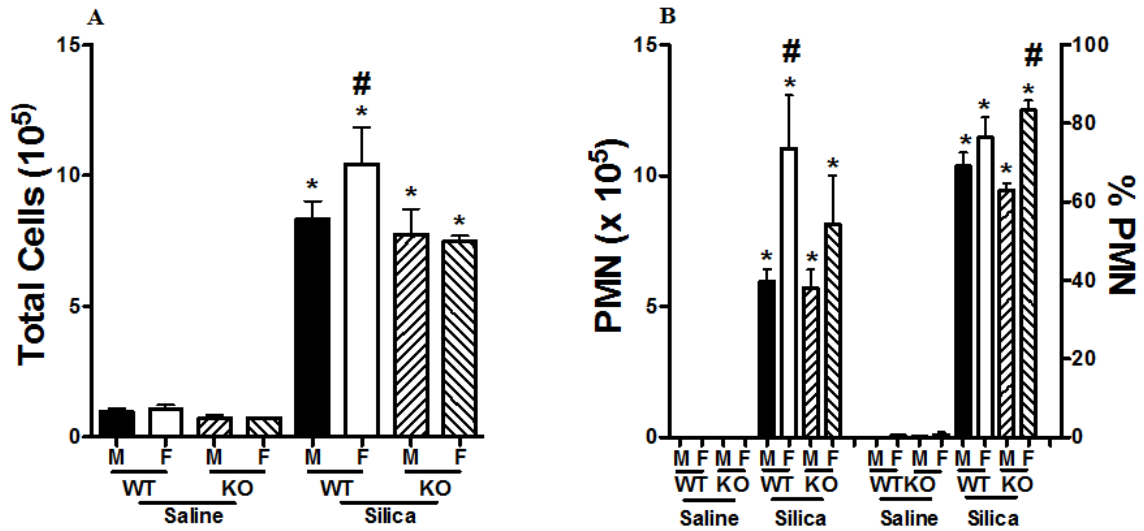 A
B
Total Cells (10⁵)
15
10
5
0
#
*
*
*
*
M F M F M F M F
WT KO WT KO
Saline Silica
PMN (x 10⁵)
15
10
5
0
#
*
*
*
*
#
*
*
*
*
100
80
60
40
20
0
% PMN
M F M F M F M F M F M F M F M F
WT KO WT KO WT KO WT KO
Saline Silica Saline Silica